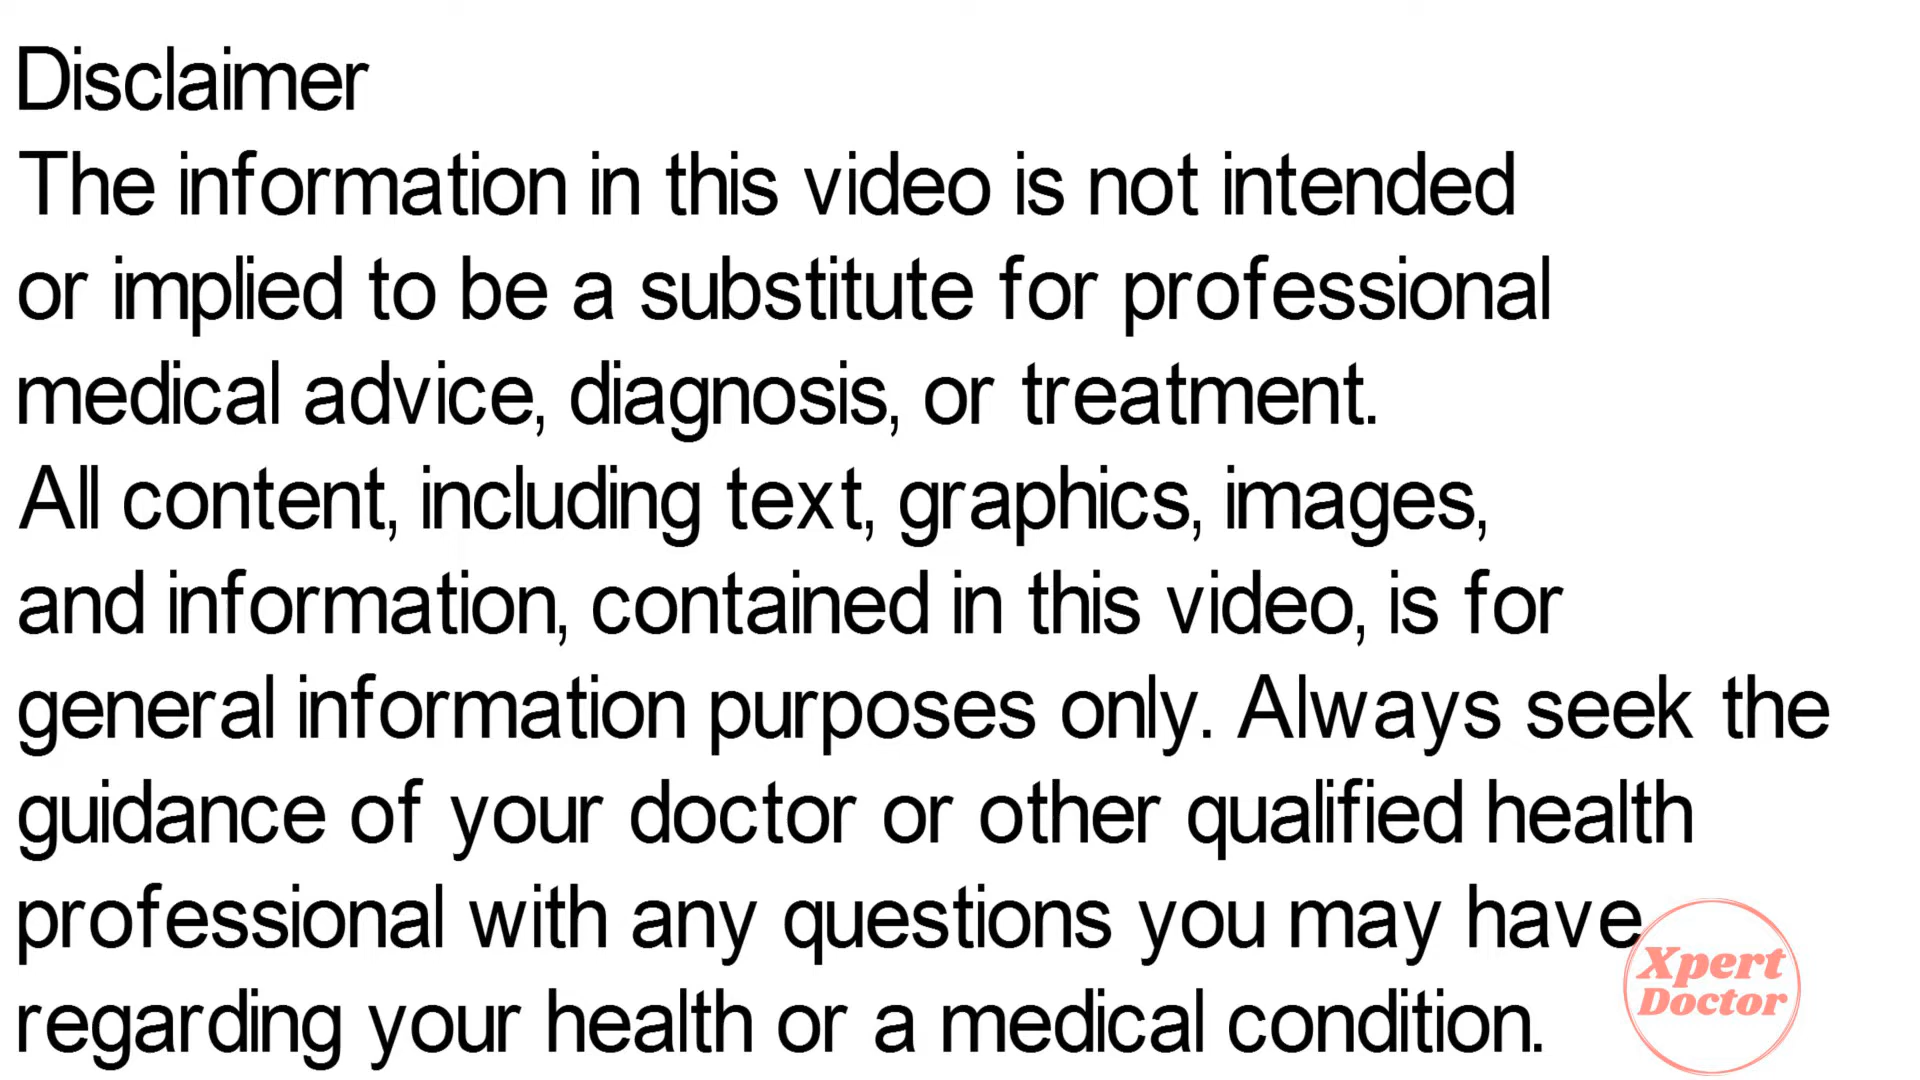 Disclaimer
The information in this video is not intended
or implied to be a substitute for professional
medical advice, diagnosis, or treatment.
All content, including text, graphics, images,
and information, contained in this video, is for
general information purposes only. Always seek the
guidance of your doctor or other qualified health
professional with any questions you may have
regarding your health or a medical condition.
Xpert
Doctor